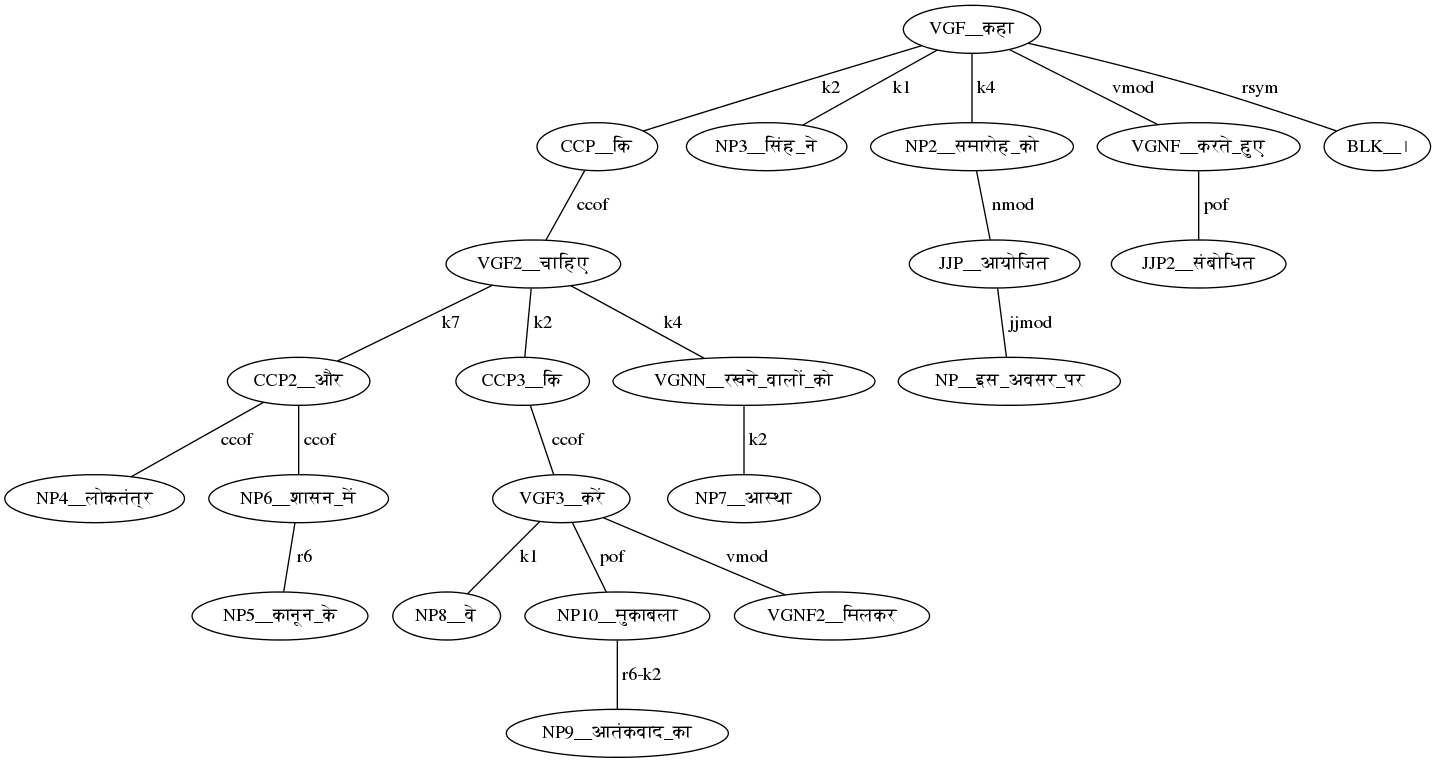 VGF__कहा
k2 k1 k4 vmod rsym
CCP__कि NP3__सिंह_ने NP2__समारोह_को VGNF__करते_हुए BLK__।
ccof nmod pof
VGF2__चाहिए JJP__आयोजित JJP2__संबोधित
k7 k2 k4 jjmod
CCP2__और CCP3__कि VGNN__रखने_वालों_को NP__इस_अवसर_पर
ccof ccof ccof k2
NP4__लोकतंत्र NP6__शासन_में VGF3__करें NP7__आस्था
r6 k1 pof vmod
NP5__कानून_के NP8__वे NP10__मुकाबला VGNF2__मिलकर
r6-k2
NP9__आतंकवाद_का